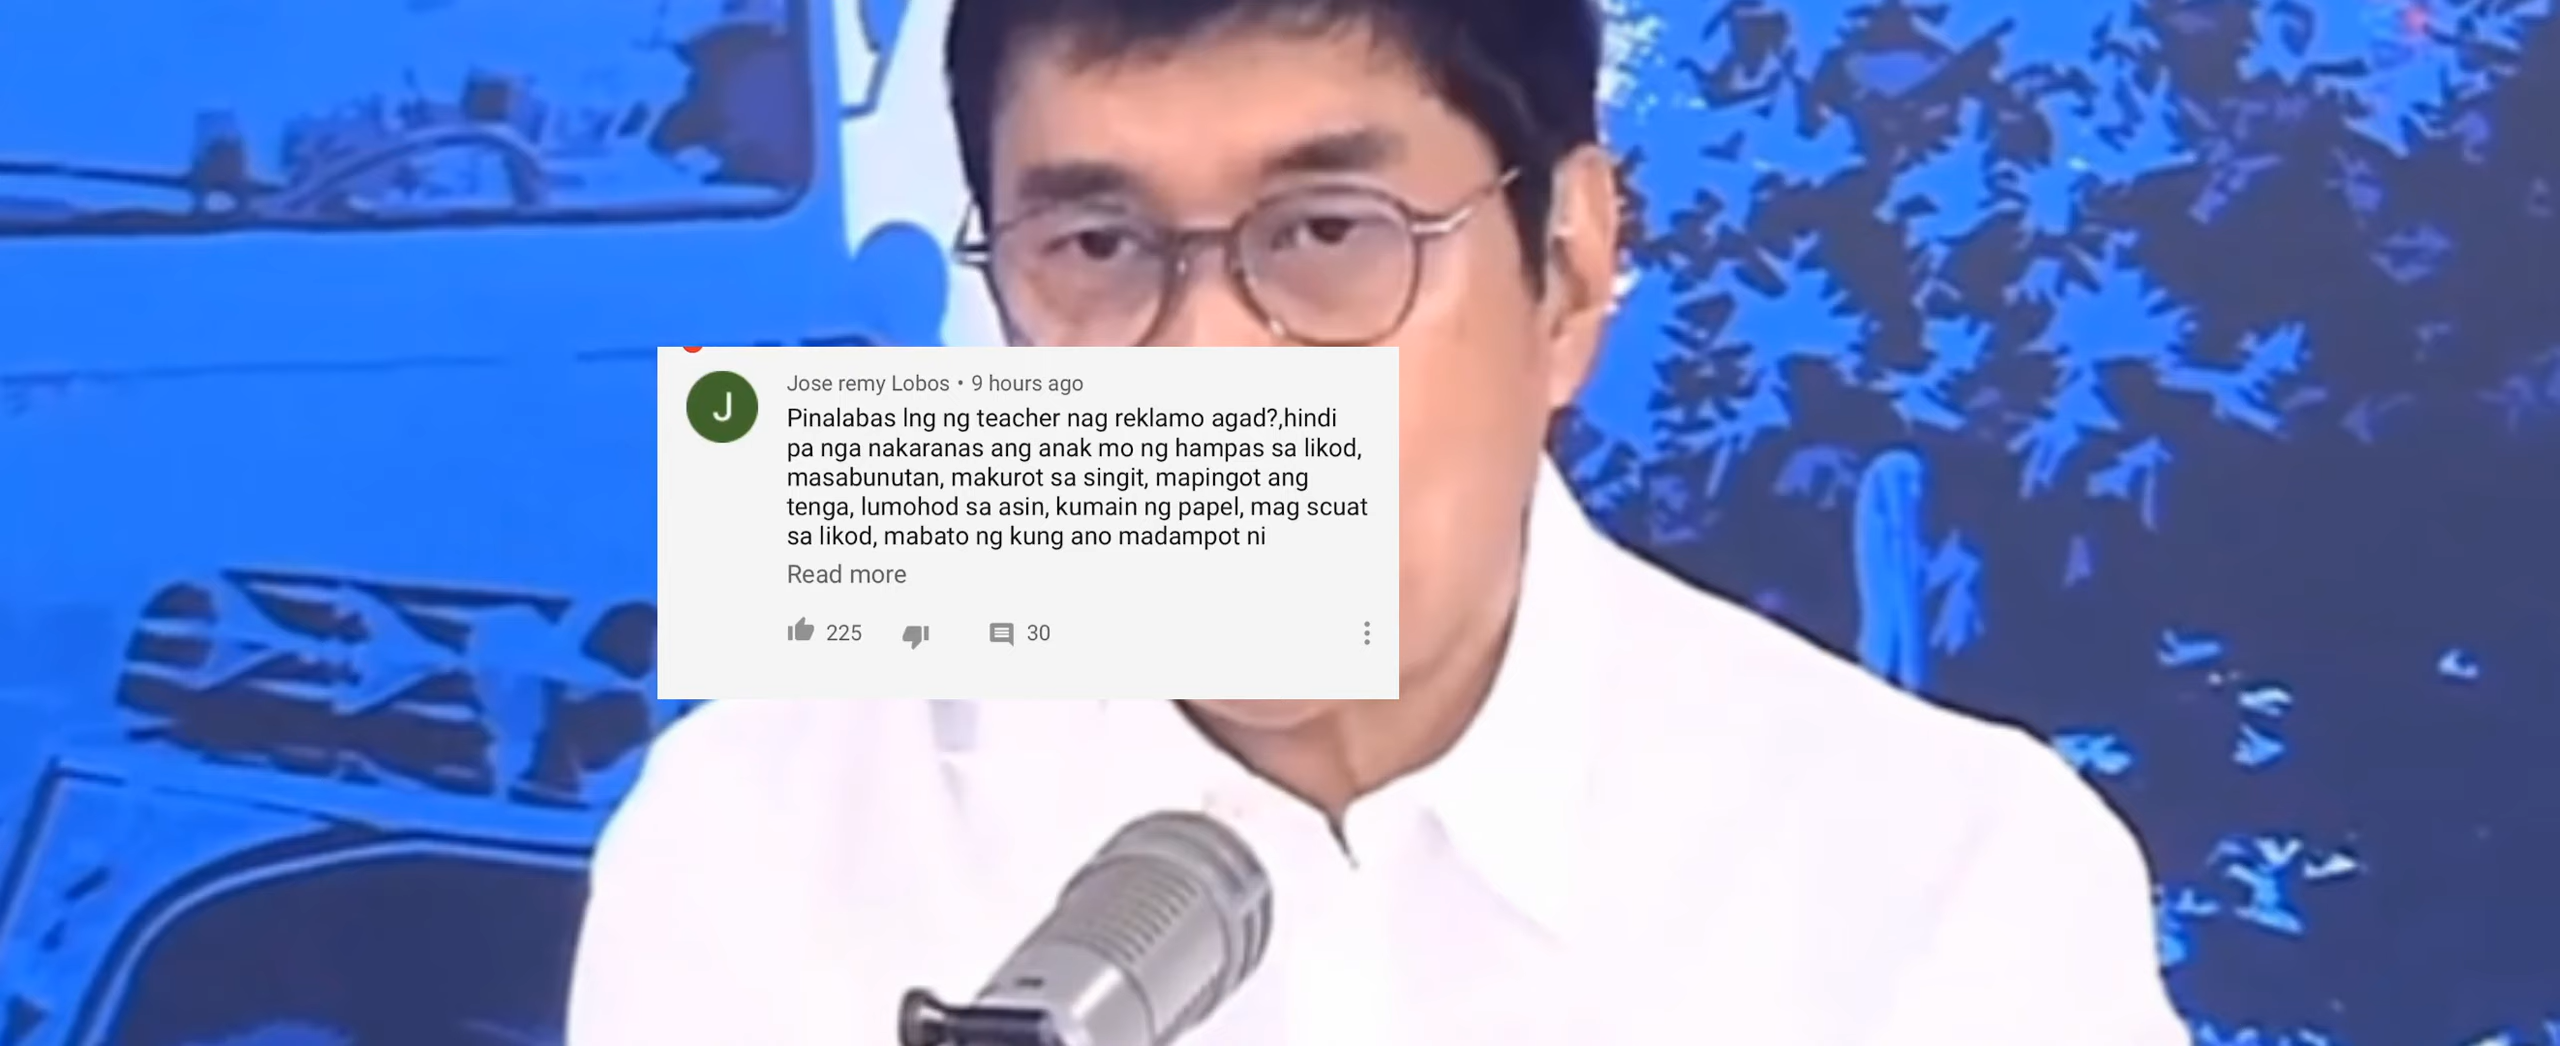 Jose remy Lobos • 9 hours ago
J
Pinalabas lng ng teacher nag reklamo agad?,hindi
pa nga nakaranas ang anak mo ng hampas sa likod,
masabunutan, makurot sa singit, mapingot ang
tenga, lumohod sa asin, kumain ng papel, mag scuat
sa likod, mabato ng kung ano madampot ni
Read more
225 30